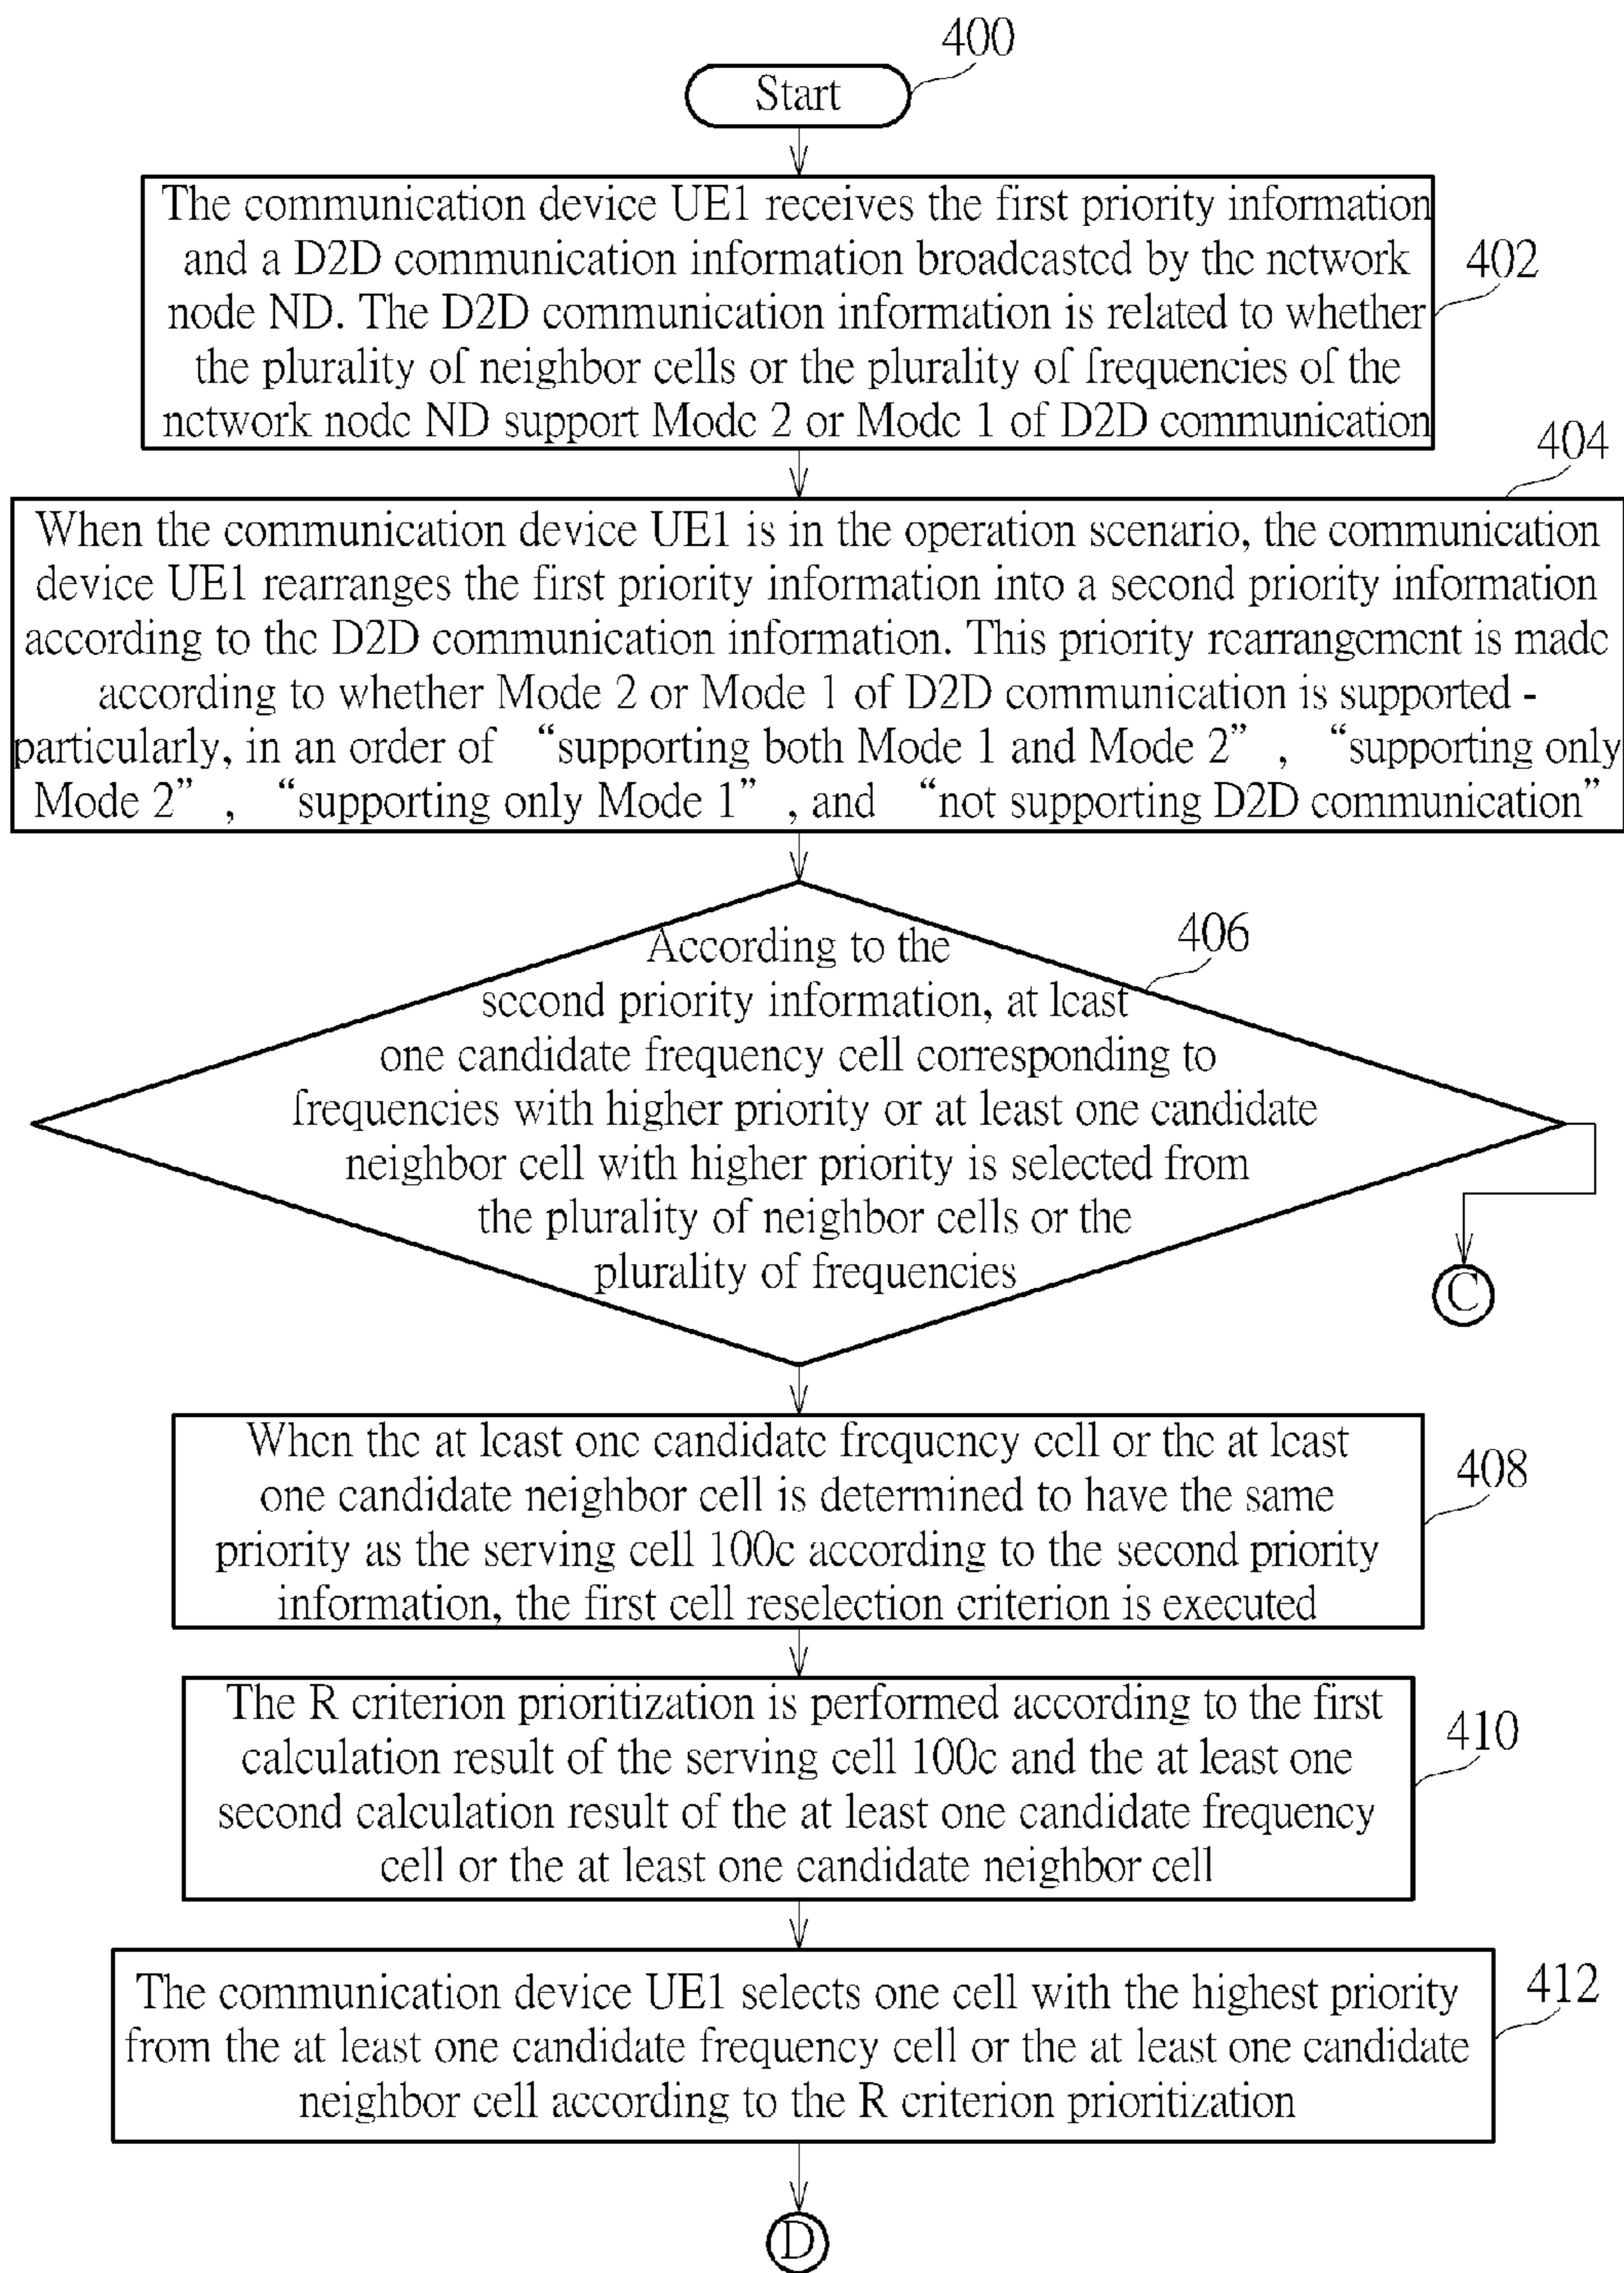 400
Start
The communication device UE1 receives the first priority information
and a D2D communication information broadcasted by the network
node ND. The D2D communication information is related to whether
the plurality of neighbor cells or the plurality of frequencies of the
network node ND support Mode 2 or Mode 1 of D2D communication
402
404
When the communication device UE1 is in the operation scenario, the communication
device UE1 rearranges the first priority information into a second priority information
according to the D2D communication information. This priority rearrangement is made
according to whether Mode 2 or Mode 1 of D2D communication is supported -
particularly, in an order of “supporting both Mode 1 and Mode 2” , “supporting only
Mode 2” , “supporting only Mode 1” , and “not supporting D2D communication”
406
According to the
second priority information, at least
one candidate frequency cell corresponding to
frequencies with higher priority or at least one candidate
neighbor cell with higher priority is selected from
the plurality of neighbor cells or the
plurality of frequencies
C
When the at least one candidate frequency cell or the at least
one candidate neighbor cell is determined to have the same
priority as the serving cell 100c according to the second priority
information, the first cell reselection criterion is executed
408
The R criterion prioritization is performed according to the first
calculation result of the serving cell 100c and the at least one
second calculation result of the at least one candidate frequency
cell or the at least one candidate neighbor cell
410
The communication device UE1 selects one cell with the highest priority
from the at least one candidate frequency cell or the at least one candidate
neighbor cell according to the R criterion prioritization
412
D